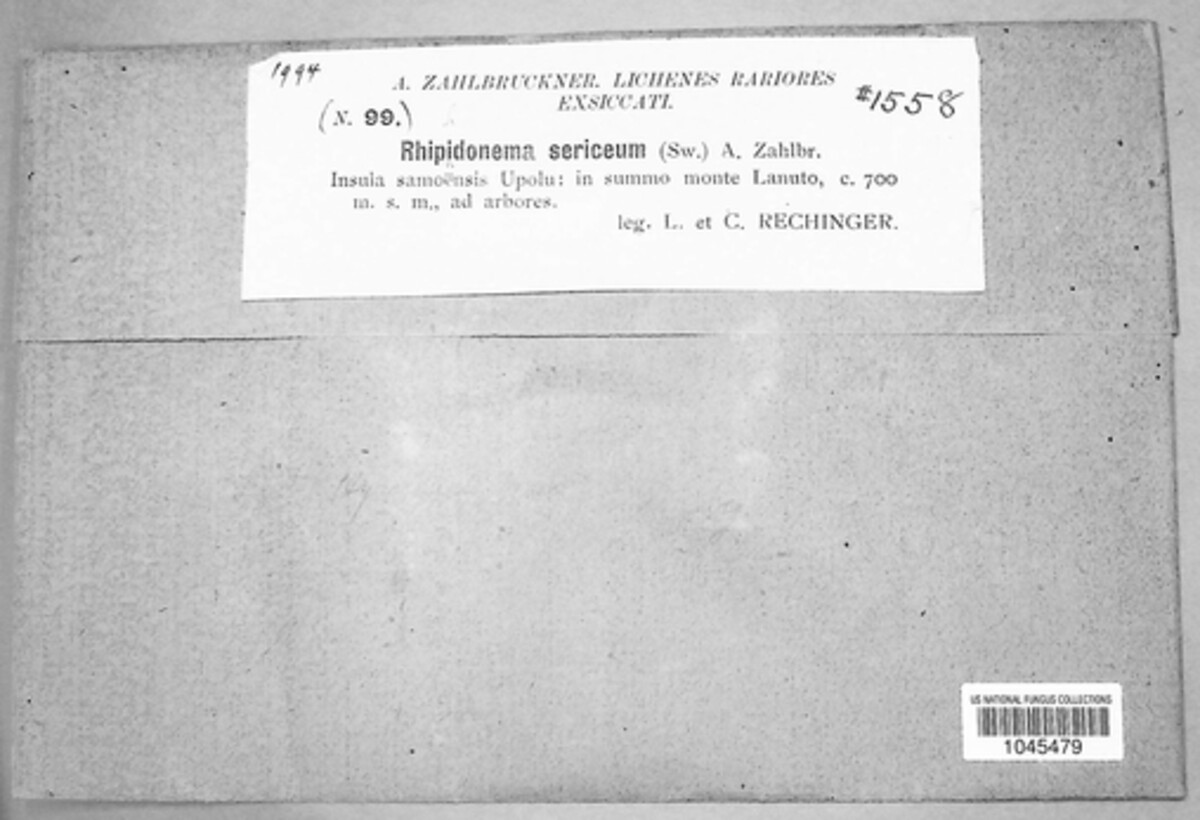 1994
A. ZAHLBRUCKNER. LICHENES RARIORES
EXSICCATI.
#1558
(N. 99.)
Rhipidonema sericeum (Sw.) A. Zahlbr.
Insula samoënsis Upolu: in summo monte Lanuto, c. 700
m. s. m., ad arbores.
leg. L. et C. RECHINGER.
US NATIONAL FUNGUS COLLECTIONS
1045479